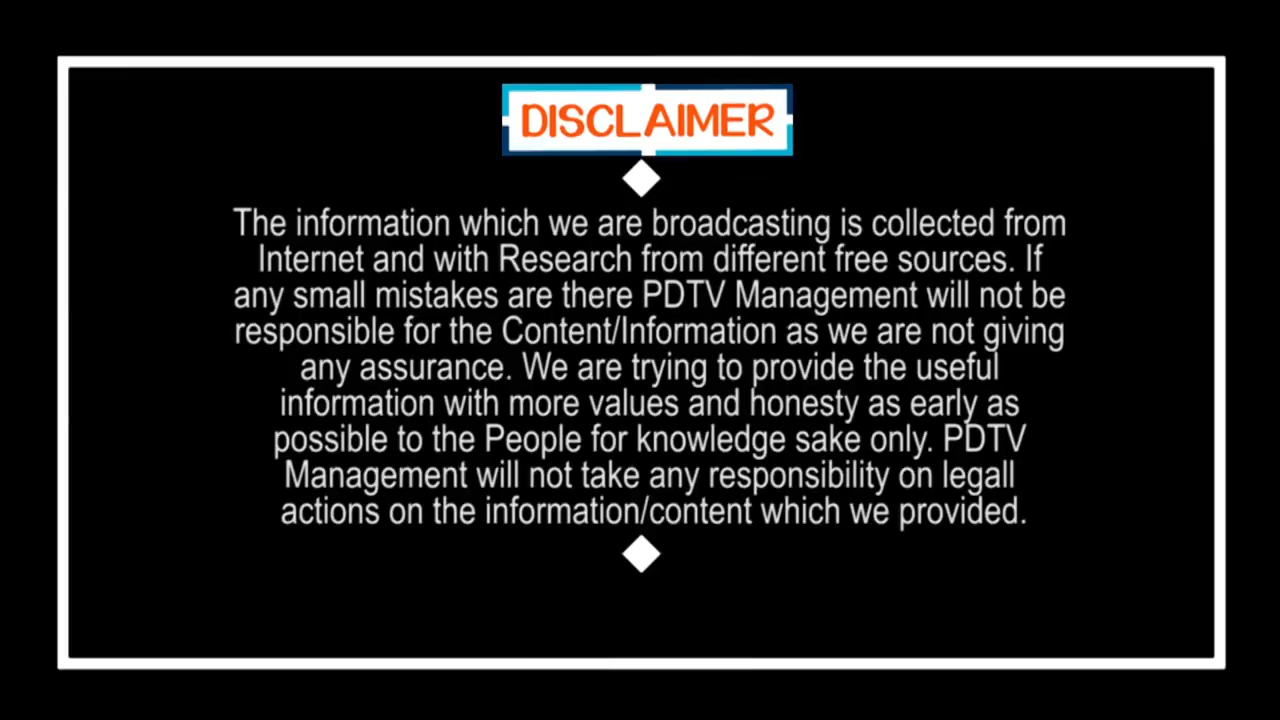 DISCLAIMER
The information which we are broadcasting is collected from
Internet and with Research from different free sources. If
any small mistakes are there PDTV Management will not be
responsible for the Content/Information as we are not giving
any assurance. We are trying to provide the useful
information with more values and honesty as early as
possible to the People for knowledge sake only. PDTV
Management will not take any responsibility on legall
actions on the information/content which we provided.